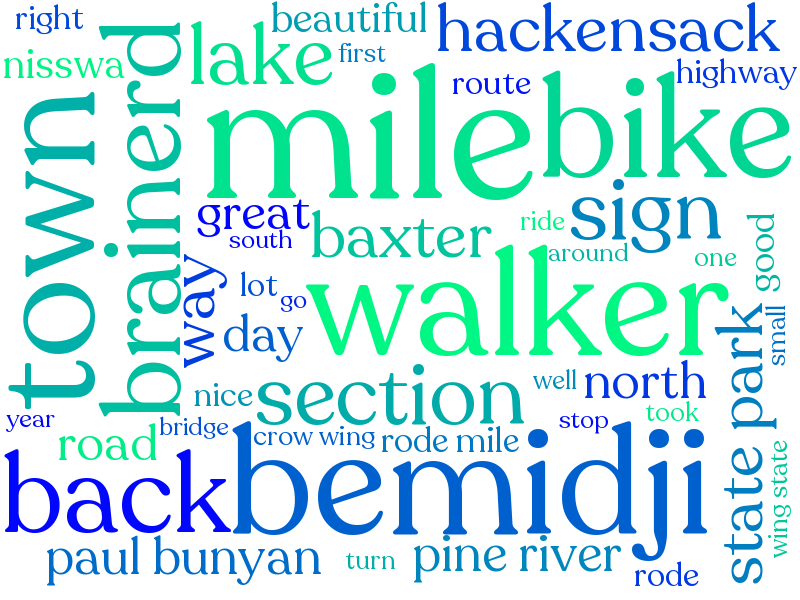 right
beautiful
hackensack
nisswa
lake
first
route
highway
town
brainerd
mile
bike
great
south
baxter
ride
sign
around
one
good
way
lot
go
day
walker
small
state park
nice
section
well
north
year
road
bridge
crow wing
rode mile
stop
took
back
bemidji
wing state
paul bunyan
turn
pine river
rode